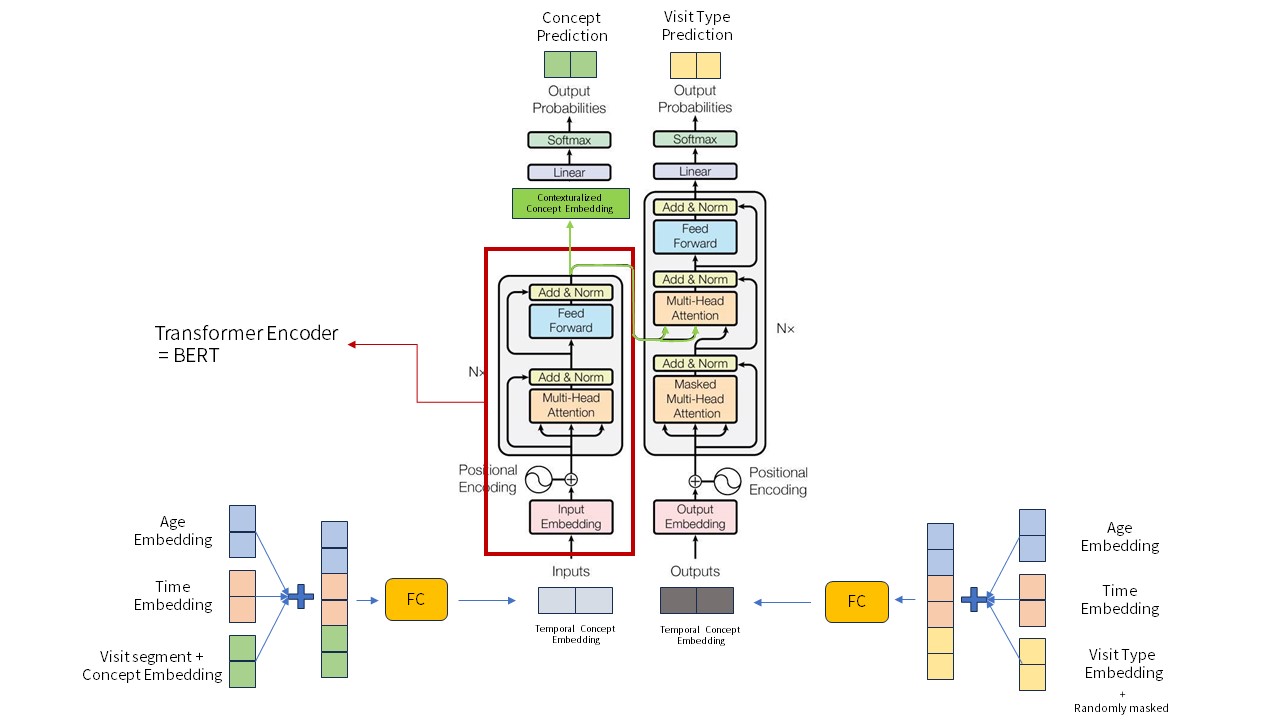 Concept
Prediction
Visit Type
Prediction
Output
Probabilities
Output
Probabilities
Softmax
Softmax
Linear
Linear
Contexturalized
Concept Embedding
Add & Norm
Feed
Forward
Add & Norm
Multi-Head
Attention
Add & Norm
Feed
Forward
Add & Norm
Multi-Head
Attention
Add & Norm
Masked
Multi-Head
Attention
N×
N×
Transformer Encoder
= BERT
Positional
Encoding
Positional
Encoding
Input
Embedding
Output
Embedding
Inputs
Outputs
Temporal Concept
Embedding
Temporal Concept
Embedding
Age
Embedding
Time
Embedding
Visit segment +
Concept Embedding
FC
FC
Age
Embedding
Time
Embedding
Visit Type
Embedding
+
Randomly masked